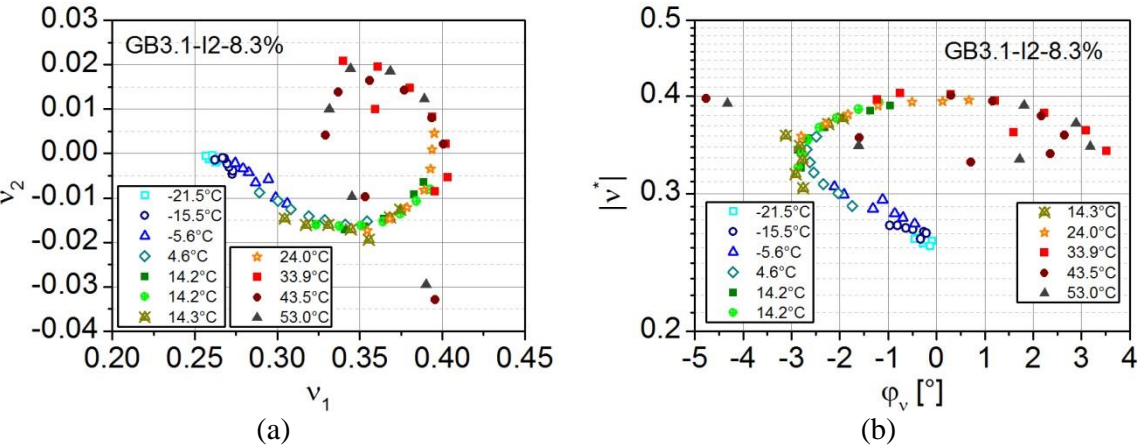 GB3.1-I2-8.3%
ν2
0.03
0.02
0.01
0.00
-0.01
-0.02
-0.03
-0.04
-21.5°C
-15.5°C
-5.6°C
4.6°C
14.2°C
14.2°C
14.3°C
24.0°C
33.9°C
43.5°C
53.0°C
0.20 0.25 0.30 0.35 0.40 0.45
ν1
(a)
GB3.1-I2-8.3%
|ν*|
0.5
0.4
0.3
0.2
-21.5°C
-15.5°C
-5.6°C
4.6°C
14.2°C
14.2°C
14.3°C
24.0°C
33.9°C
43.5°C
53.0°C
-5 -4 -3 -2 -1 0 1 2 3 4
φν [°]
(b)